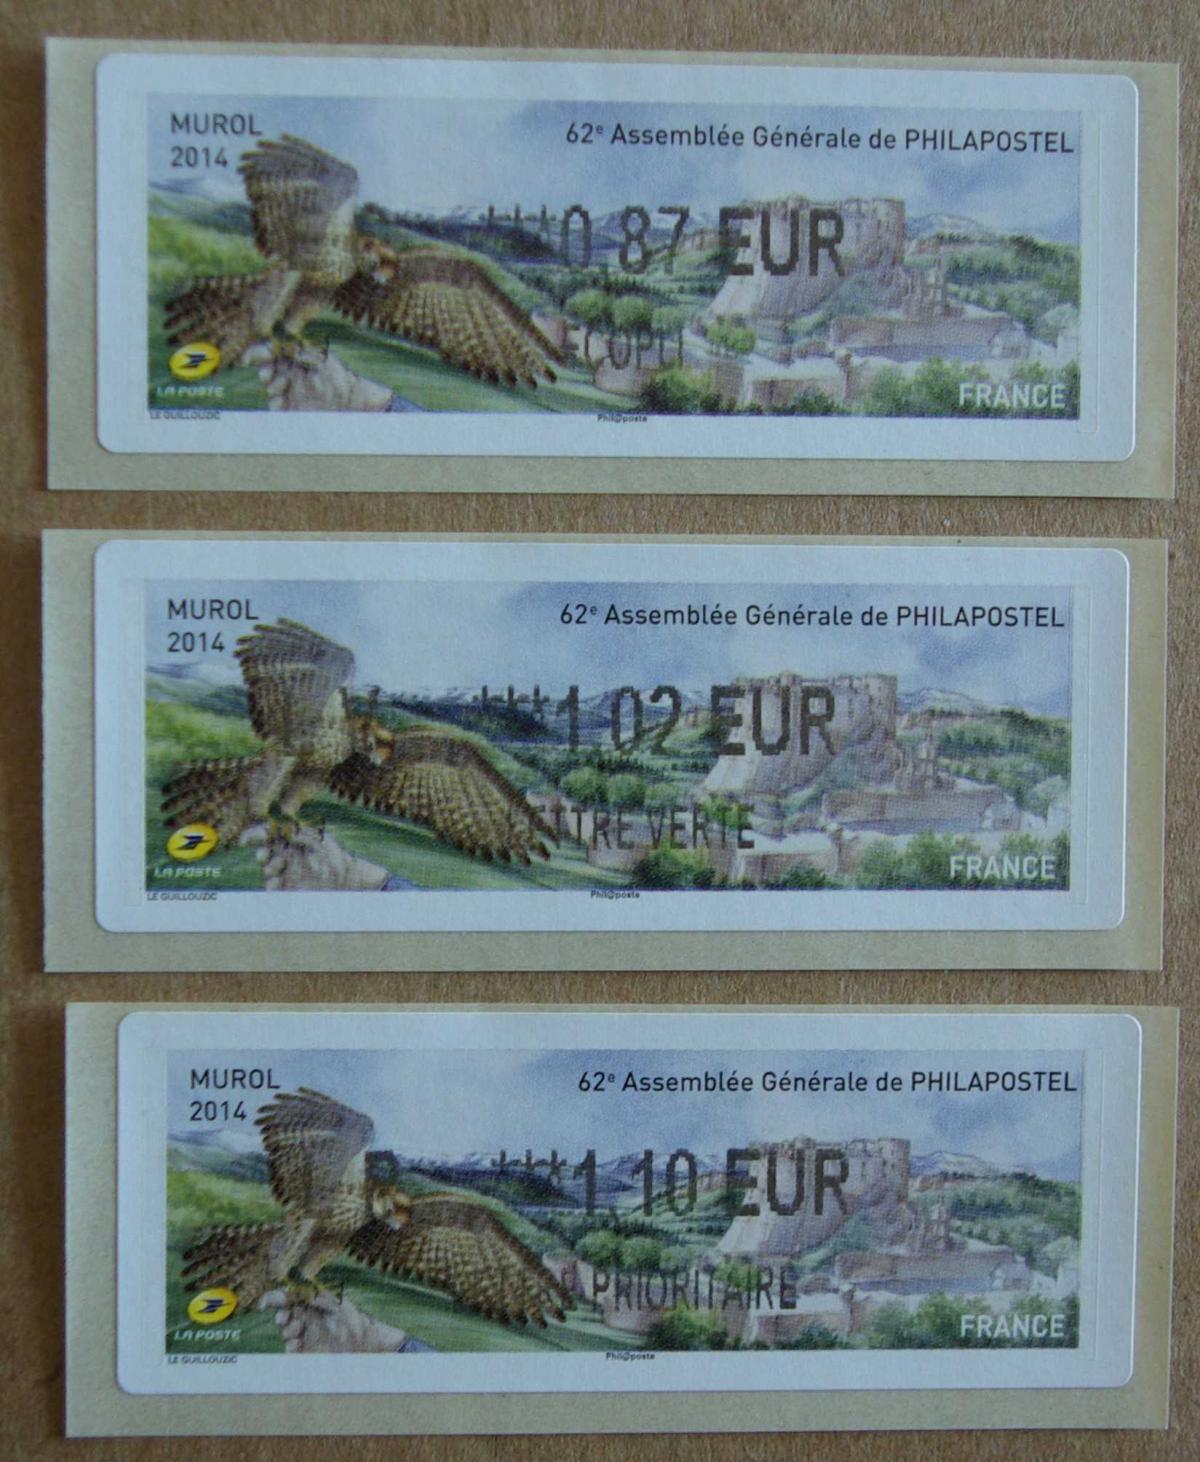 MUROL
2014
62e Assemblée Générale de PHILAPOSTEL
***0,87 EUR
ECOPLI
LA POSTE
FRANCE
LE GUILLOUZIC
Phil@poste
MUROL
2014
62e Assemblée Générale de PHILAPOSTEL
***1,02 EUR
LETTRE VERTE
LA POSTE
FRANCE
LE GUILLOUZIC
Phil@poste
MUROL
2014
62e Assemblée Générale de PHILAPOSTEL
***1,10 EUR
PRIORITAIRE
LA POSTE
FRANCE
LE GUILLOUZIC
Phil@poste